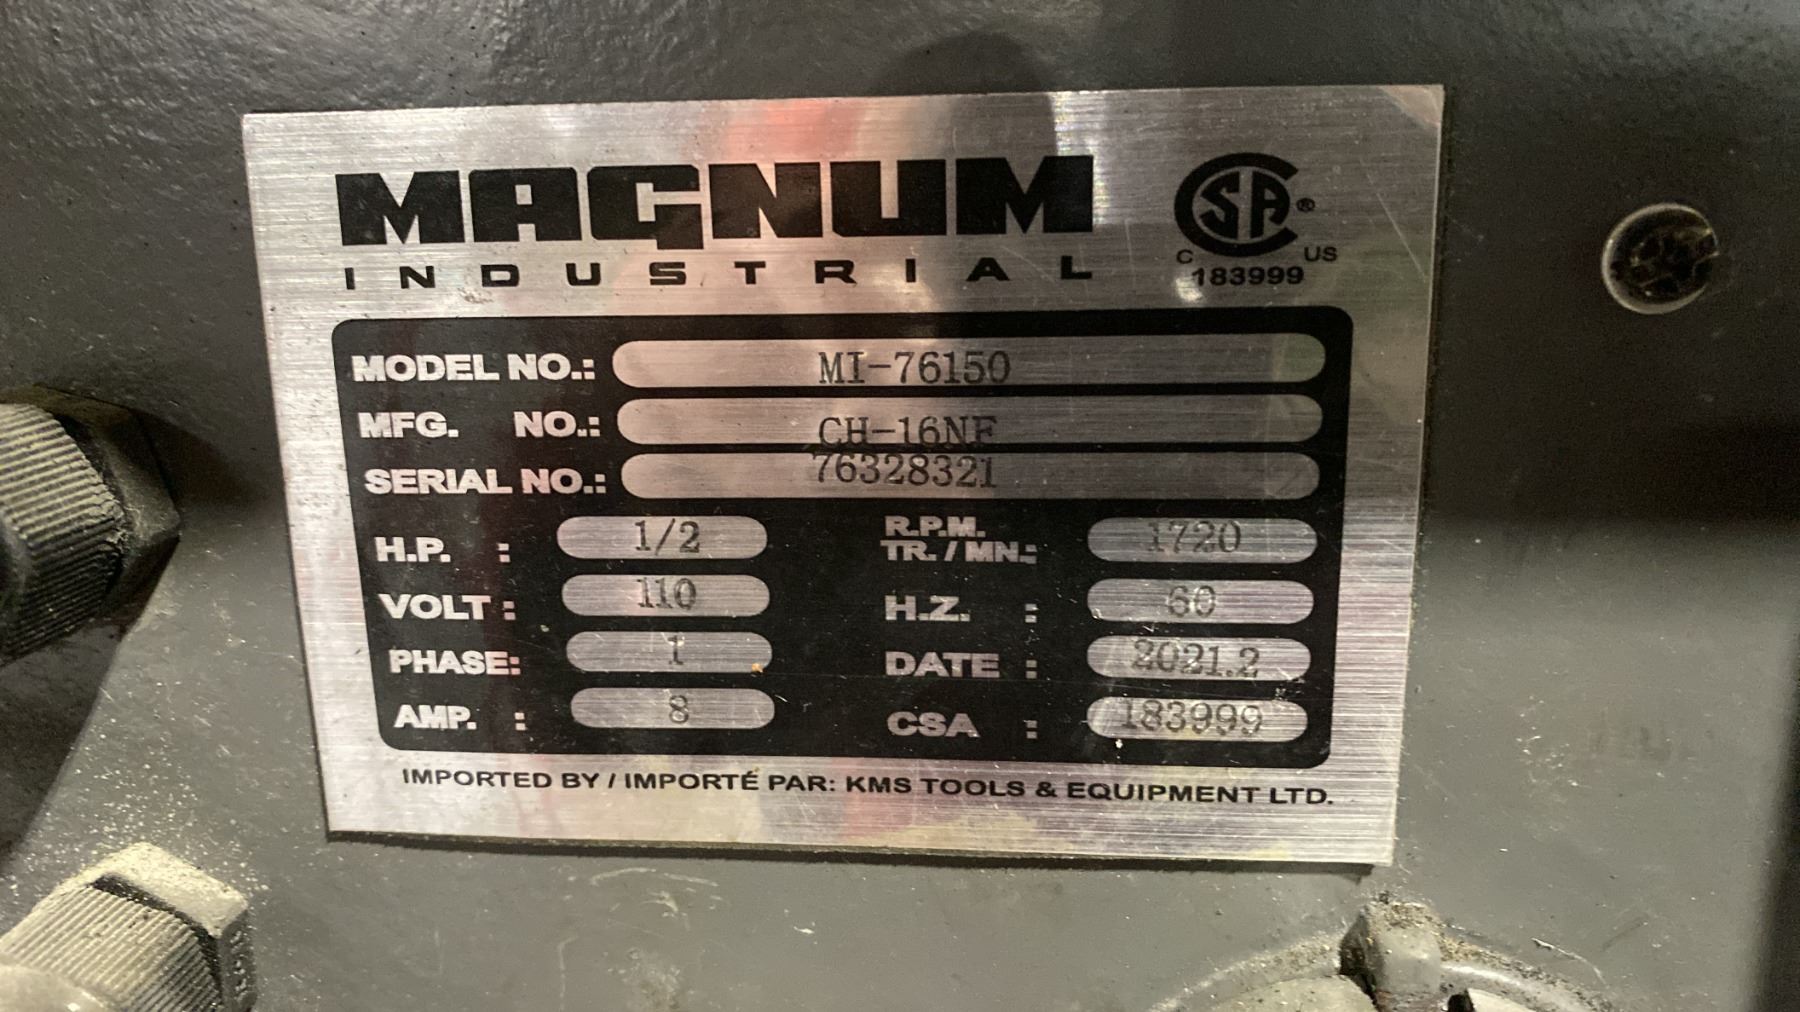 MAGNUM
INDUSTRIAL
CSA ®
C US
183999
MODEL NO.: MI-76150
MFG. NO.: CH-16NF
SERIAL NO.: 76328321
H.P. : 1/2 R.P.M. TR. / MN.: 1720
VOLT : 110 H.Z. : 60
PHASE: 1 DATE : 2021.2
AMP. : 8 CSA : 183999
IMPORTED BY / IMPORTÉ PAR: KMS TOOLS & EQUIPMENT LTD.